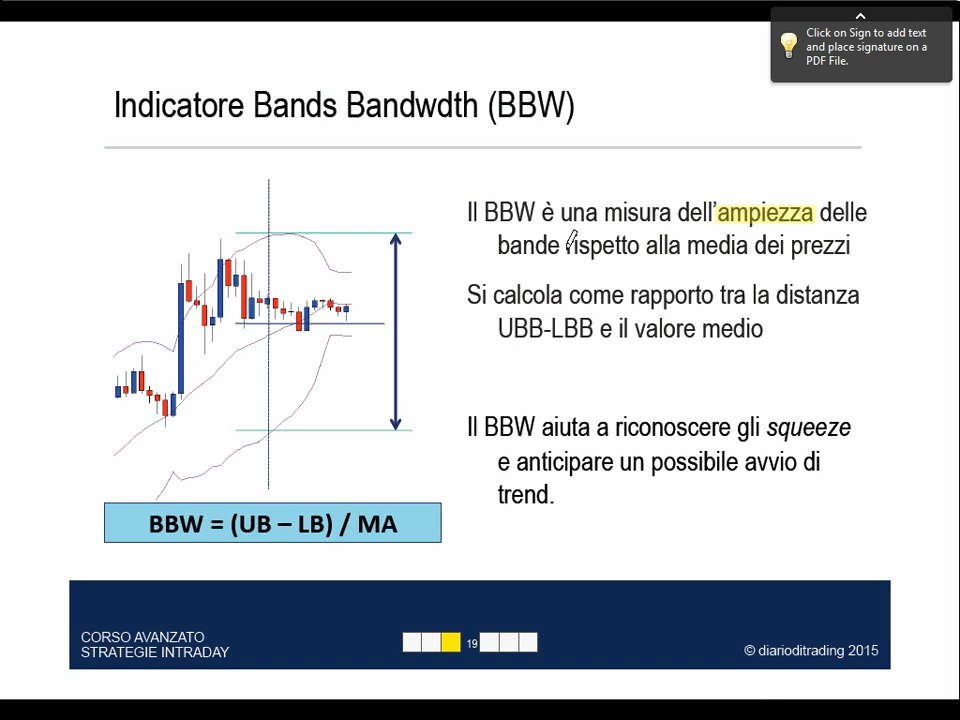 Click on Sign to add text
and place signature on a
PDF File.
Indicatore Bands Bandwdth (BBW)
Il BBW è una misura dell'ampiezza delle
bande rispetto alla media dei prezzi
Si calcola come rapporto tra la distanza
UBB-LBB e il valore medio
Il BBW aiuta a riconoscere gli squeeze
e anticipare un possibile avvio di
trend.
BBW = (UB – LB) / MA
CORSO AVANZATO
STRATEGIE INTRADAY
19
© diarioditrading 2015